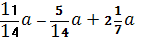 11/14 a − 5/14 a + 2 1/7 a